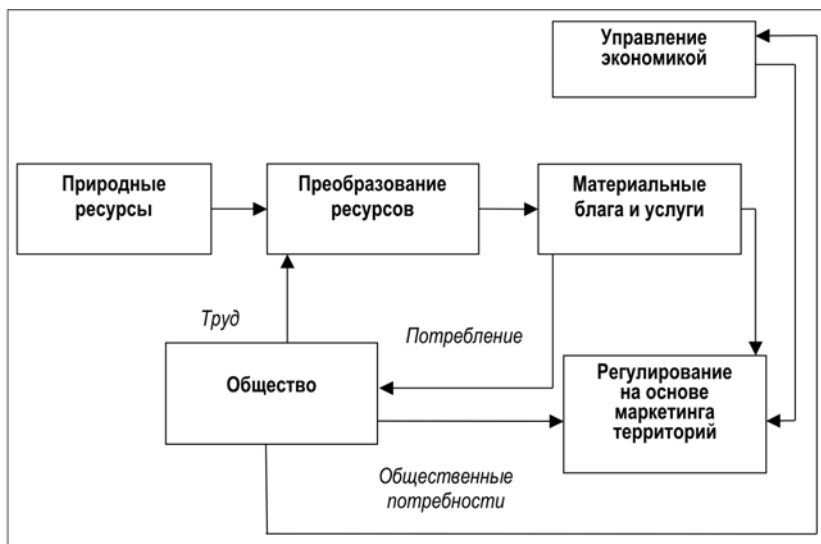 Управление
экономикой
Природные
ресурсы
Преобразование
ресурсов
Материальные
блага и услуги
Труд
Потребление
Общество
Регулирование
на основе
маркетинга
территорий
Общественные
потребности